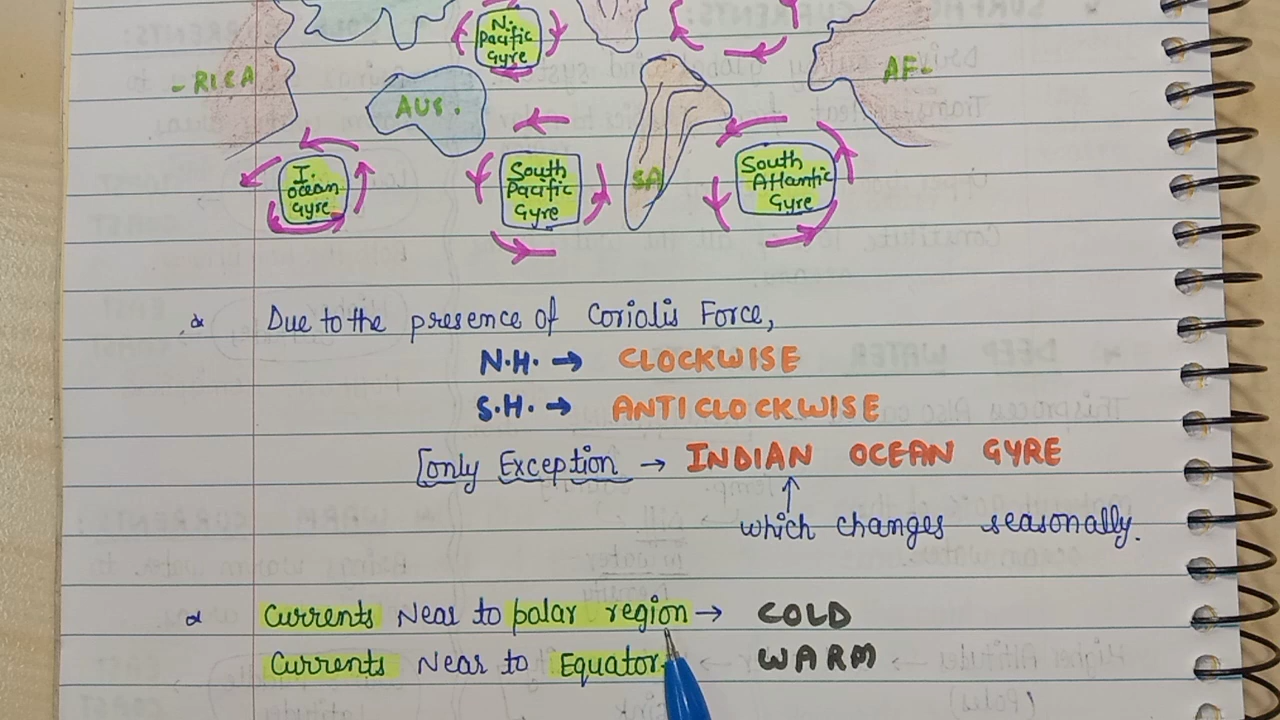 N.
Pacific
Gyre
-RICA
AUS.
AF-
I.
ocean
Gyre
South
Pacific
Gyre
SA
South
Atlantic
Gyre
Due to the presence of Coriolis Force,
N.H. → CLOCKWISE
S.H. → ANTICLOCKWISE
[only Exception → INDIAN OCEAN GYRE
which changes seasonally.
Currents Near to polar region → COLD
Currents Near to Equator WARM